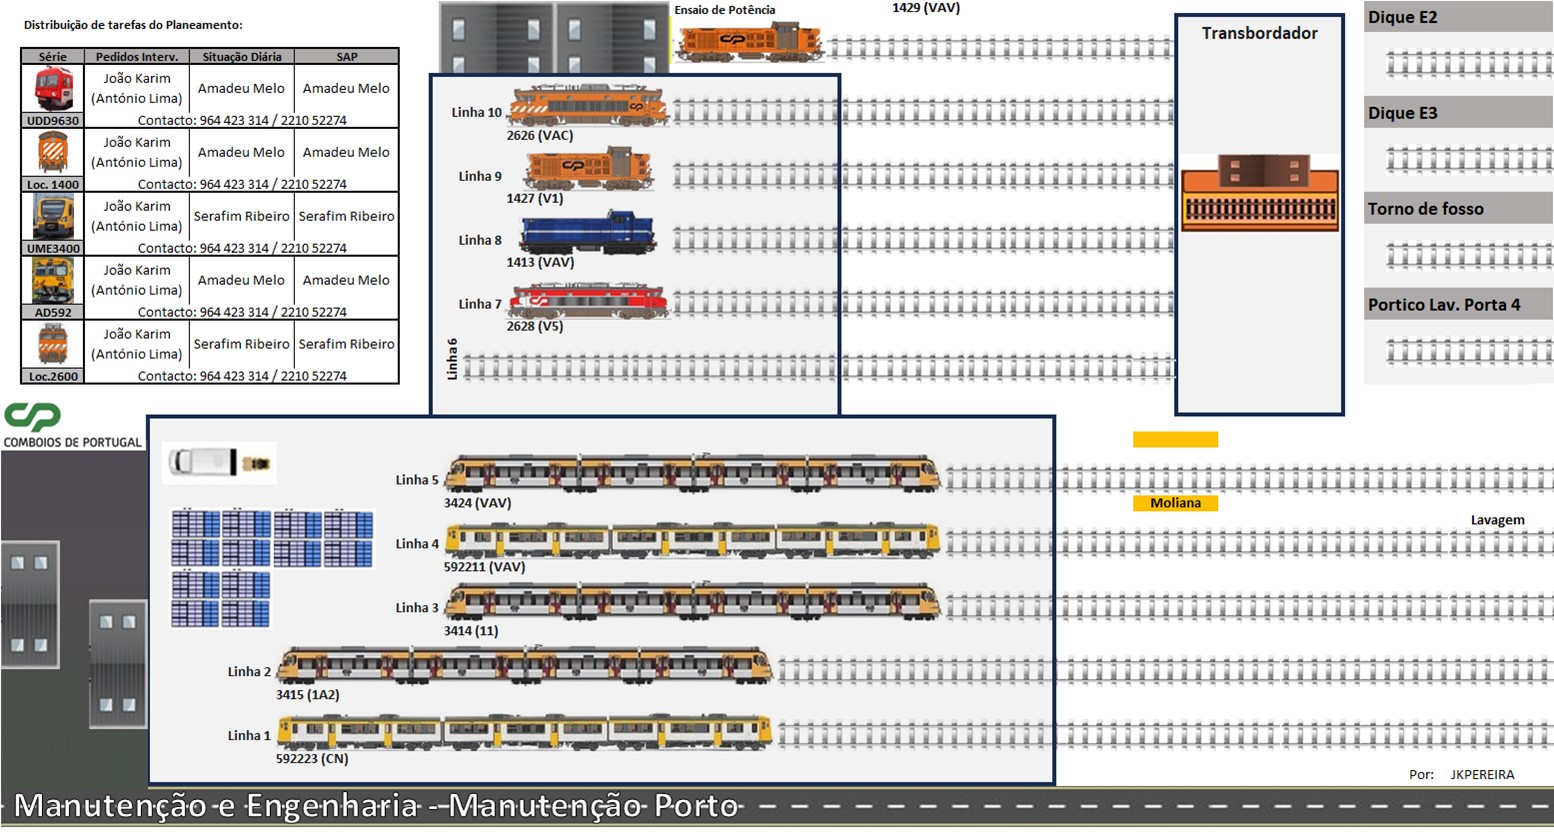 Distribuição de tarefas do Planeamento:
Série Pedidos Interv. Situação Diária SAP
João Karim
(António Lima) Amadeu Melo Amadeu Melo
UDD9630 Contacto: 964 423 314 / 2210 52274
João Karim
(António Lima) Amadeu Melo Amadeu Melo
Loc. 1400 Contacto: 964 423 314 / 2210 52274
João Karim
(António Lima) Serafim Ribeiro Serafim Ribeiro
UME3400 Contacto: 964 423 314 / 2210 52274
João Karim
(António Lima) Amadeu Melo Amadeu Melo
AD592 Contacto: 964 423 314 / 2210 52274
João Karim
(António Lima) Serafim Ribeiro Serafim Ribeiro
Loc.2600 Contacto: 964 423 314 / 2210 52274
COMBOIOS DE PORTUGAL
Ensaio de Potência
1429 (VAV)
Linha 10
2626 (VAC)
Linha 9
1427 (V1)
Linha 8
1413 (VAV)
Linha 7
2628 (V5)
Linha 6
Transbordador
Dique E2
Dique E3
Torno de fosso
Portico Lav. Porta 4
Linha 5
3424 (VAV)
Moliana
Linha 4
592211 (VAV)
Lavagem
Linha 3
3414 (11)
Linha 2
3415 (1A2)
Linha 1
592223 (CN)
Por: JKPEREIRA
Manutenção e Engenharia - Manutenção Porto